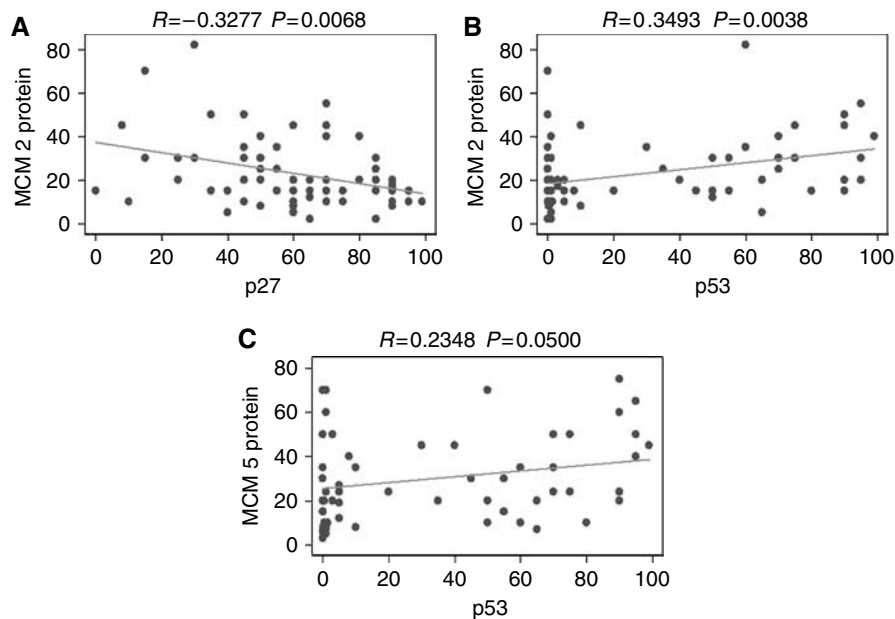 A
R=−0.3277 P=0.0068
MCM 2 protein
80
60
40
20
0
0 20 40 60 80 100
p27
B
R=0.3493 P=0.0038
MCM 2 protein
80
60
40
20
0
0 20 40 60 80 100
p53
C
R=0.2348 P=0.0500
MCM 5 protein
80
60
40
20
0
0 20 40 60 80 100
p53